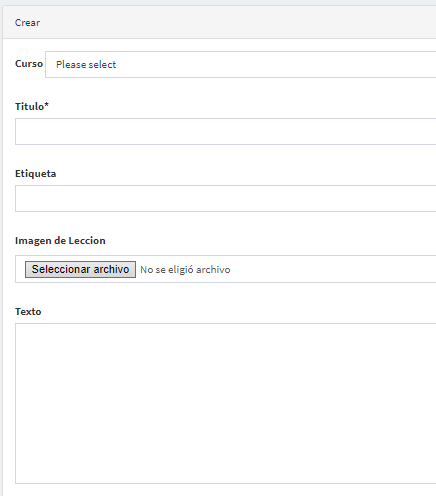 Crear
Curso Please select
Titulo*
Etiqueta
Imagen de Leccion
Seleccionar archivo No se eligió archivo
Texto